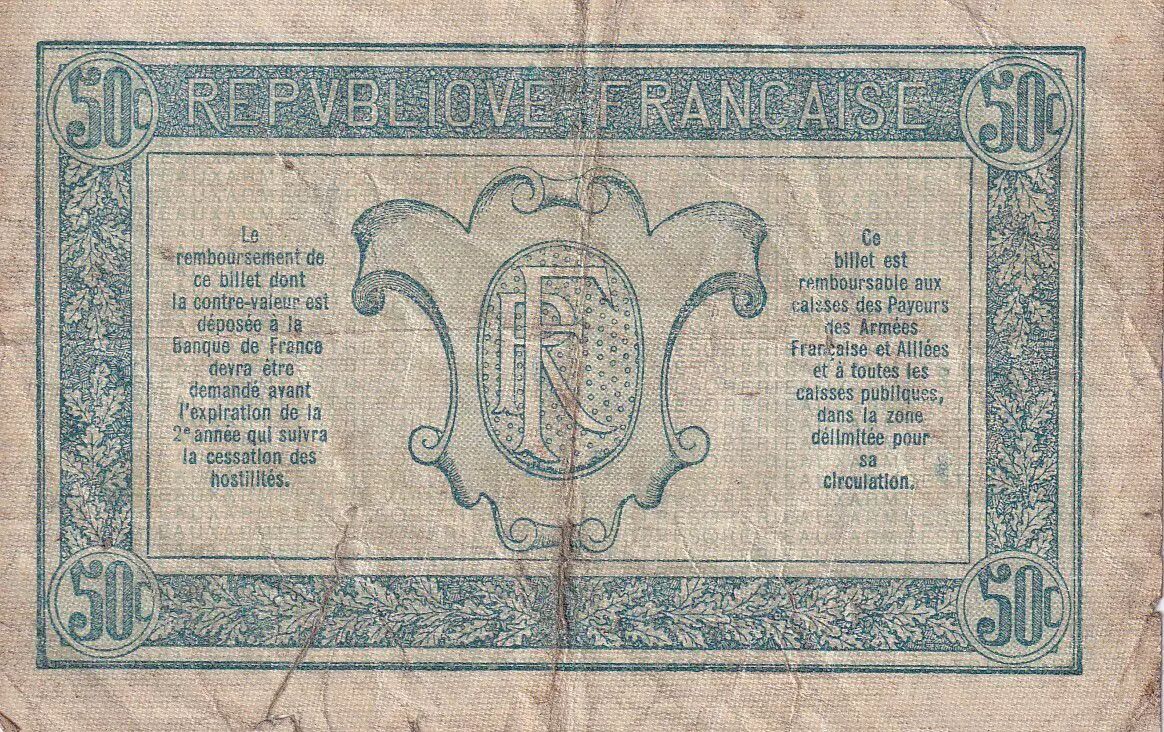 50c REPVBLIQVE FRANÇAISE 50c
Le
remboursement de
ce billet dont
la contre-valeur est
déposée à la
Banque de France
devra être
demandé avant
l'expiration de la
2e année qui suivra
la cessation des
hostilités.
RF
Ce
billet est
remboursable aux
caisses des Payeurs
des Armées
Française et Alliées
et à toutes les
caisses publiques,
dans la zone
délimitée pour
sa
circulation.
50c 50c